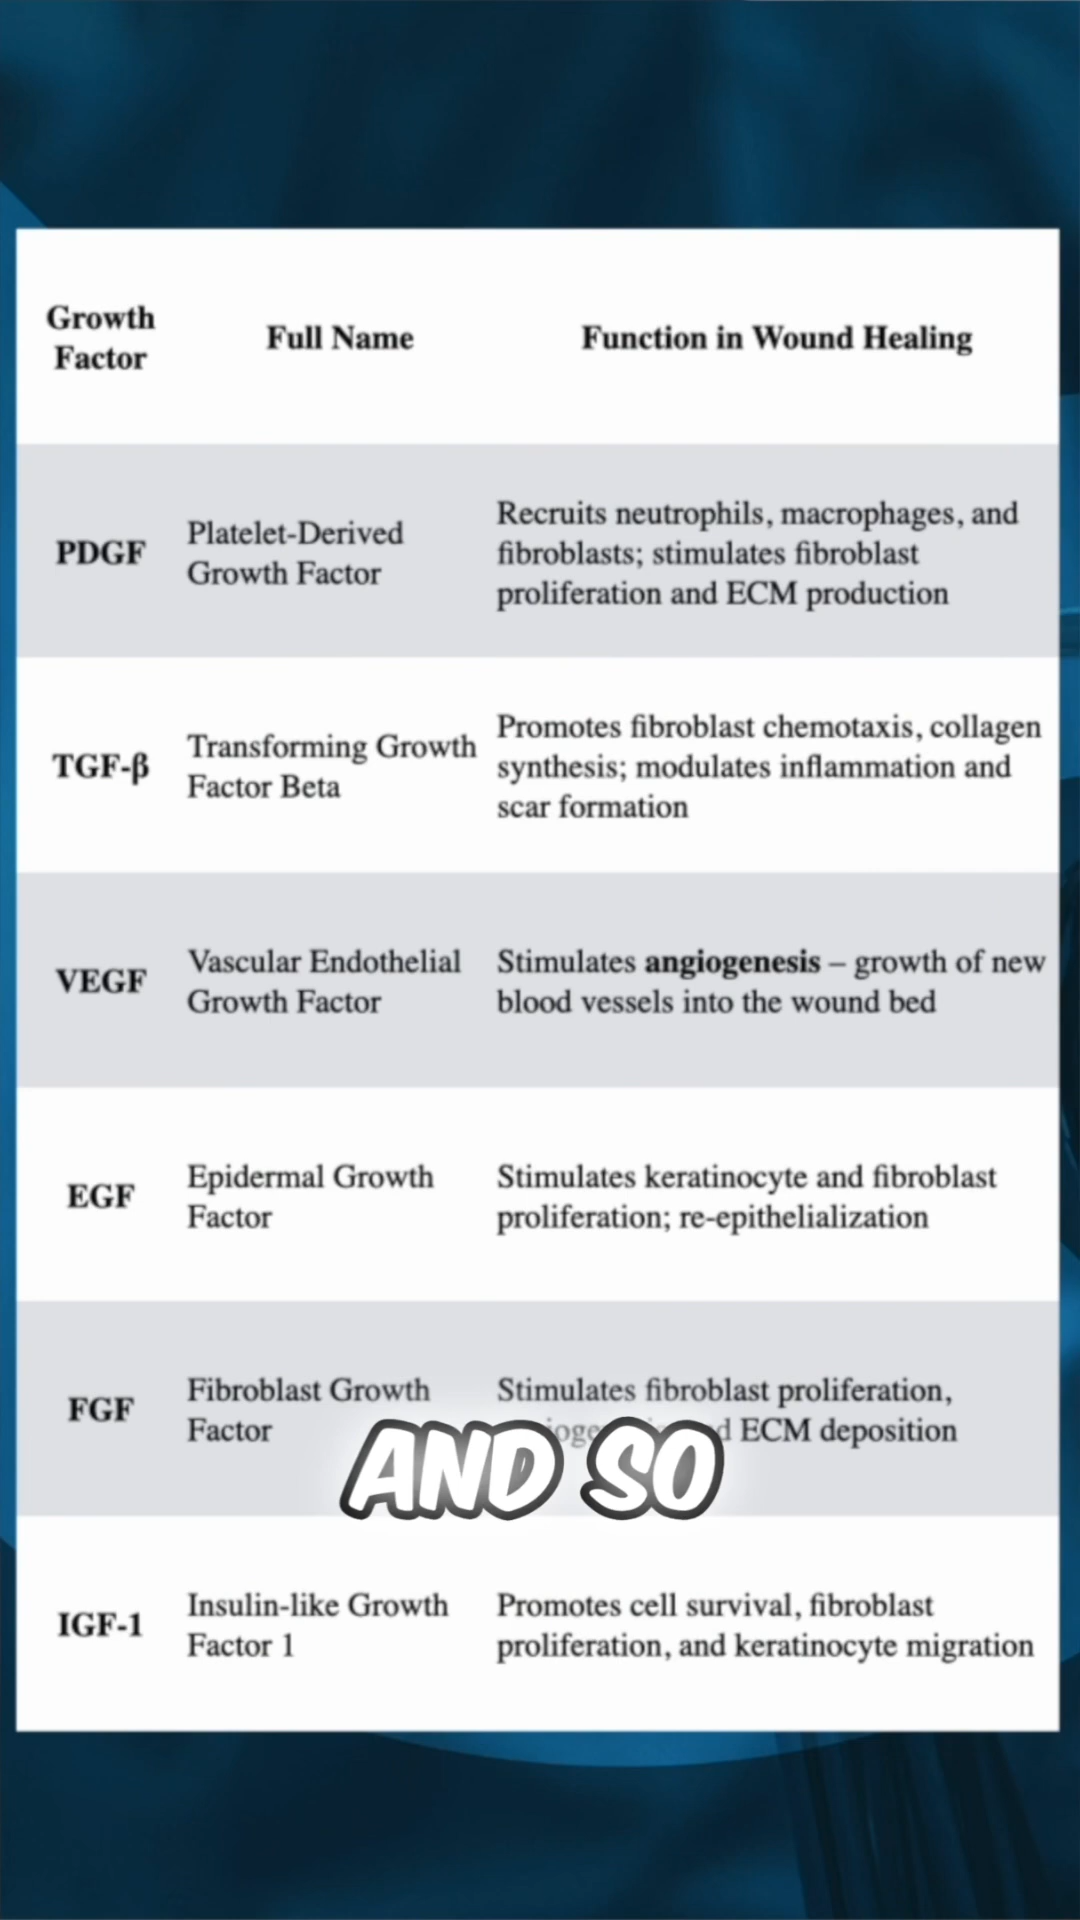 Growth
Factor
Full Name
Function in Wound Healing
PDGF
Platelet-Derived
Growth Factor
Recruits neutrophils, macrophages, and
fibroblasts; stimulates fibroblast
proliferation and ECM production
TGF-β
Transforming Growth
Factor Beta
Promotes fibroblast chemotaxis, collagen
synthesis; modulates inflammation and
scar formation
VEGF
Vascular Endothelial
Growth Factor
Stimulates angiogenesis – growth of new
blood vessels into the wound bed
EGF
Epidermal Growth
Factor
Stimulates keratinocyte and fibroblast
proliferation; re-epithelialization
FGF
Fibroblast Growth
Factor
Stimulates fibroblast proliferation,
ECM deposition
AND SO
IGF-1
Insulin-like Growth
Factor 1
Promotes cell survival, fibroblast
proliferation, and keratinocyte migration